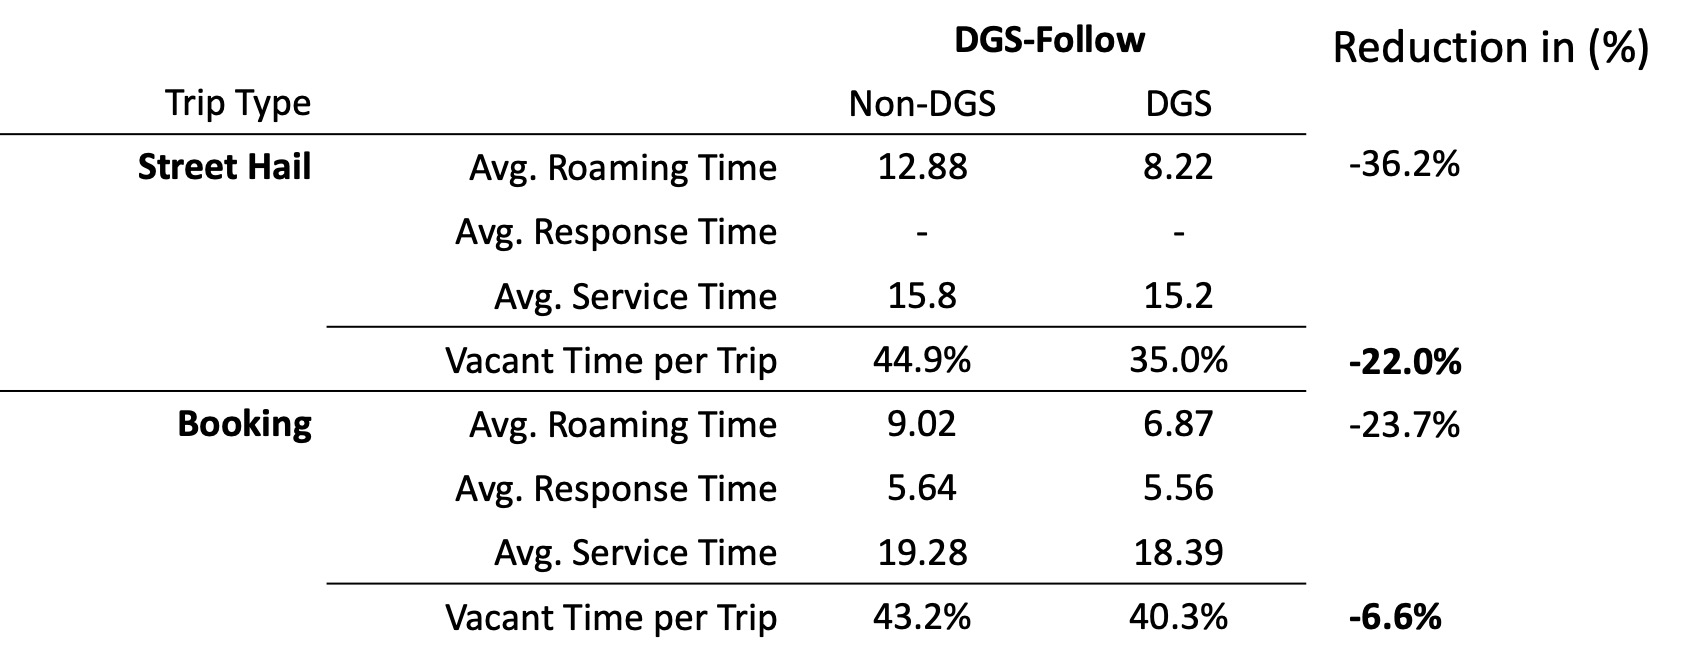 DGS-Follow Reduction in (%)
Trip Type Non-DGS DGS
Street Hail Avg. Roaming Time 12.88 8.22 -36.2%
Avg. Response Time - -
Avg. Service Time 15.8 15.2
Vacant Time per Trip 44.9% 35.0% -22.0%
Booking Avg. Roaming Time 9.02 6.87 -23.7%
Avg. Response Time 5.64 5.56
Avg. Service Time 19.28 18.39
Vacant Time per Trip 43.2% 40.3% -6.6%